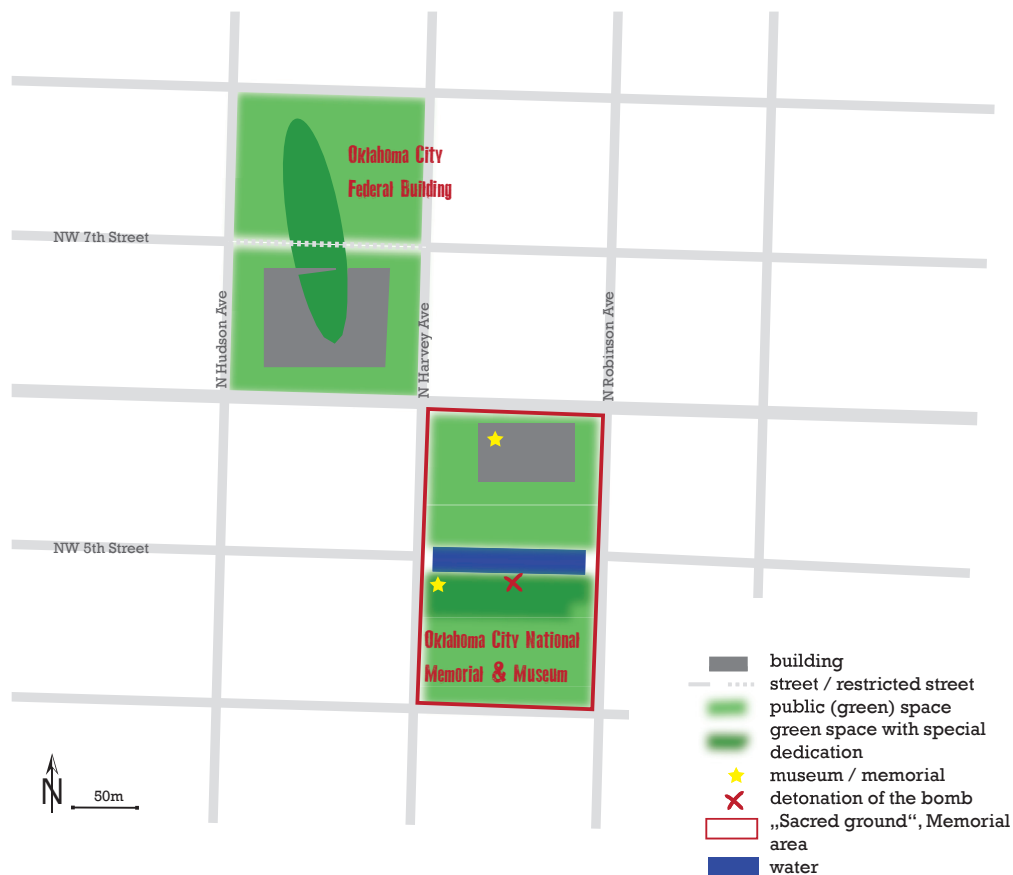 Oklahoma City
Federal Building
NW 7th Street
N Hudson Ave
N Harvey Ave
N Robinson Ave
NW 5th Street
Oklahoma City National
Memorial & Museum
building
street / restricted street
public (green) space
green space with special
dedication
museum / memorial
detonation of the bomb
„Sacred ground“, Memorial
area
water
N
50m